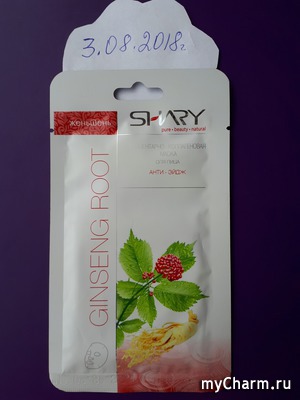 3.08.2018г.
женьшень
SHARY
pure • beauty • natural
МАСКА
АНТИ - ЭЙДЖ
GINSENG ROOT
myCharm.ru